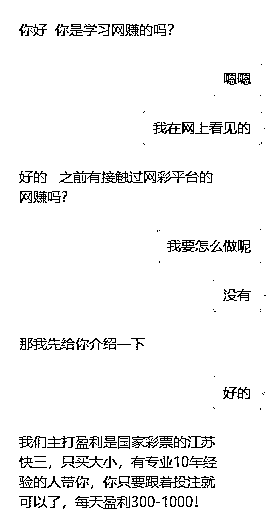 你好 你是学习网赚的吗?
嗯嗯
我在网上看见的
好的 之前有接触过网彩平台的
网赚吗?
我要怎么做呢
没有
那我先给你介绍一下
好的
我们主打盈利是国家彩票的江苏
快三，只买大小，有专业10年经
验的人带你，你只要跟着投注就
可以了，每天盈利300-1000!